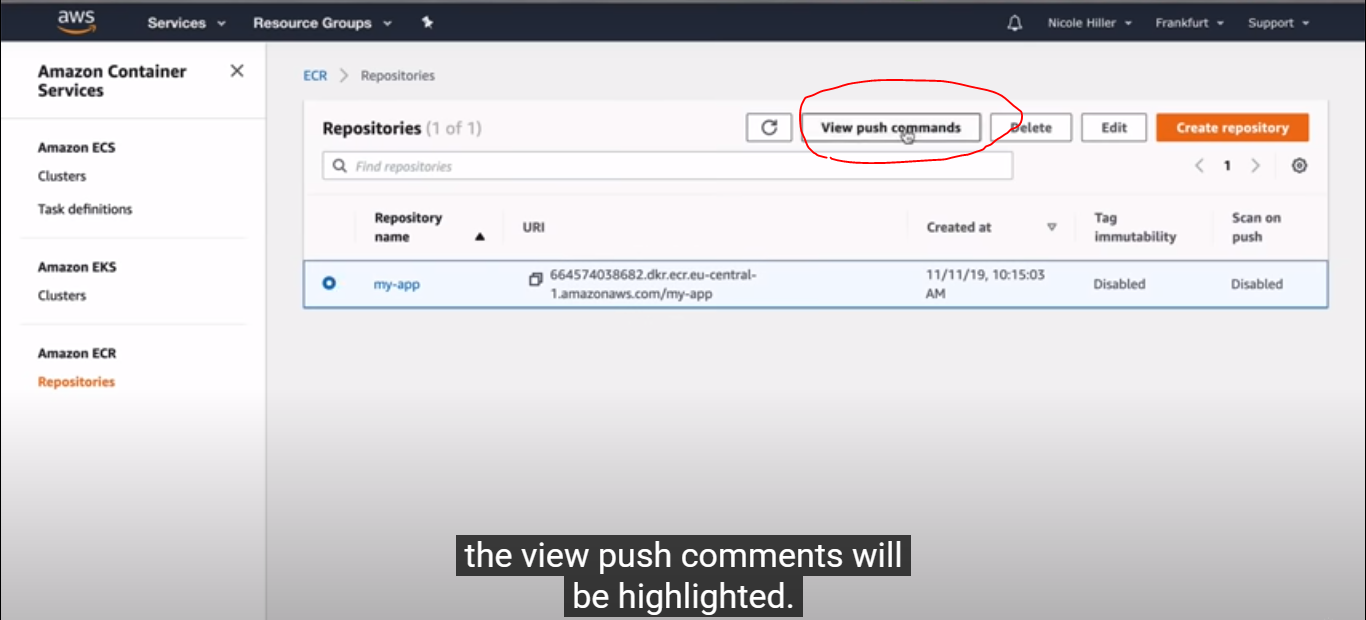 aws
Services
Resource Groups
Nicole Hiller
Frankfurt
Support
Amazon Container
Services
Amazon ECS
Clusters
Task definitions
Amazon EKS
Clusters
Amazon ECR
Repositories
ECR
Repositories
Repositories (1 of 1)
View push commands
Delete
Edit
Create repository
Find repositories
1
Repository
name
URI
Created at
Tag
immutability
Scan on
push
my-app
664574038682.dkr.ecr.eu-central-
1.amazonaws.com/my-app
11/11/19, 10:15:03
AM
Disabled
Disabled
the view push comments will
be highlighted.